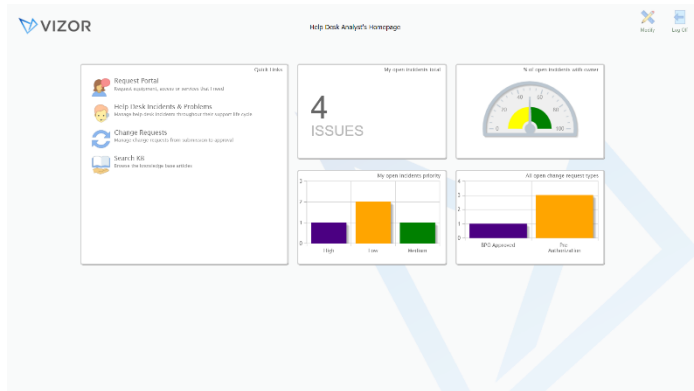 VIZOR
Help Desk Analyst's Homepage
Modify
Log Off
Quick Links
Request Portal
Request equipment, access or services that I need
Help Desk Incidents & Problems
Manage help desk incidents throughout their support life cycle
Change Requests
Manage change requests from submission to approval
Search KB
Browse the knowledge base articles
My open incidents total
4
ISSUES
% of open incidents with owner
0
20
40
60
80
100
My open incidents priority
3
2
1
0
High
Low
Medium
All open change request types
4
3
2
1
0
Pre
Authorization